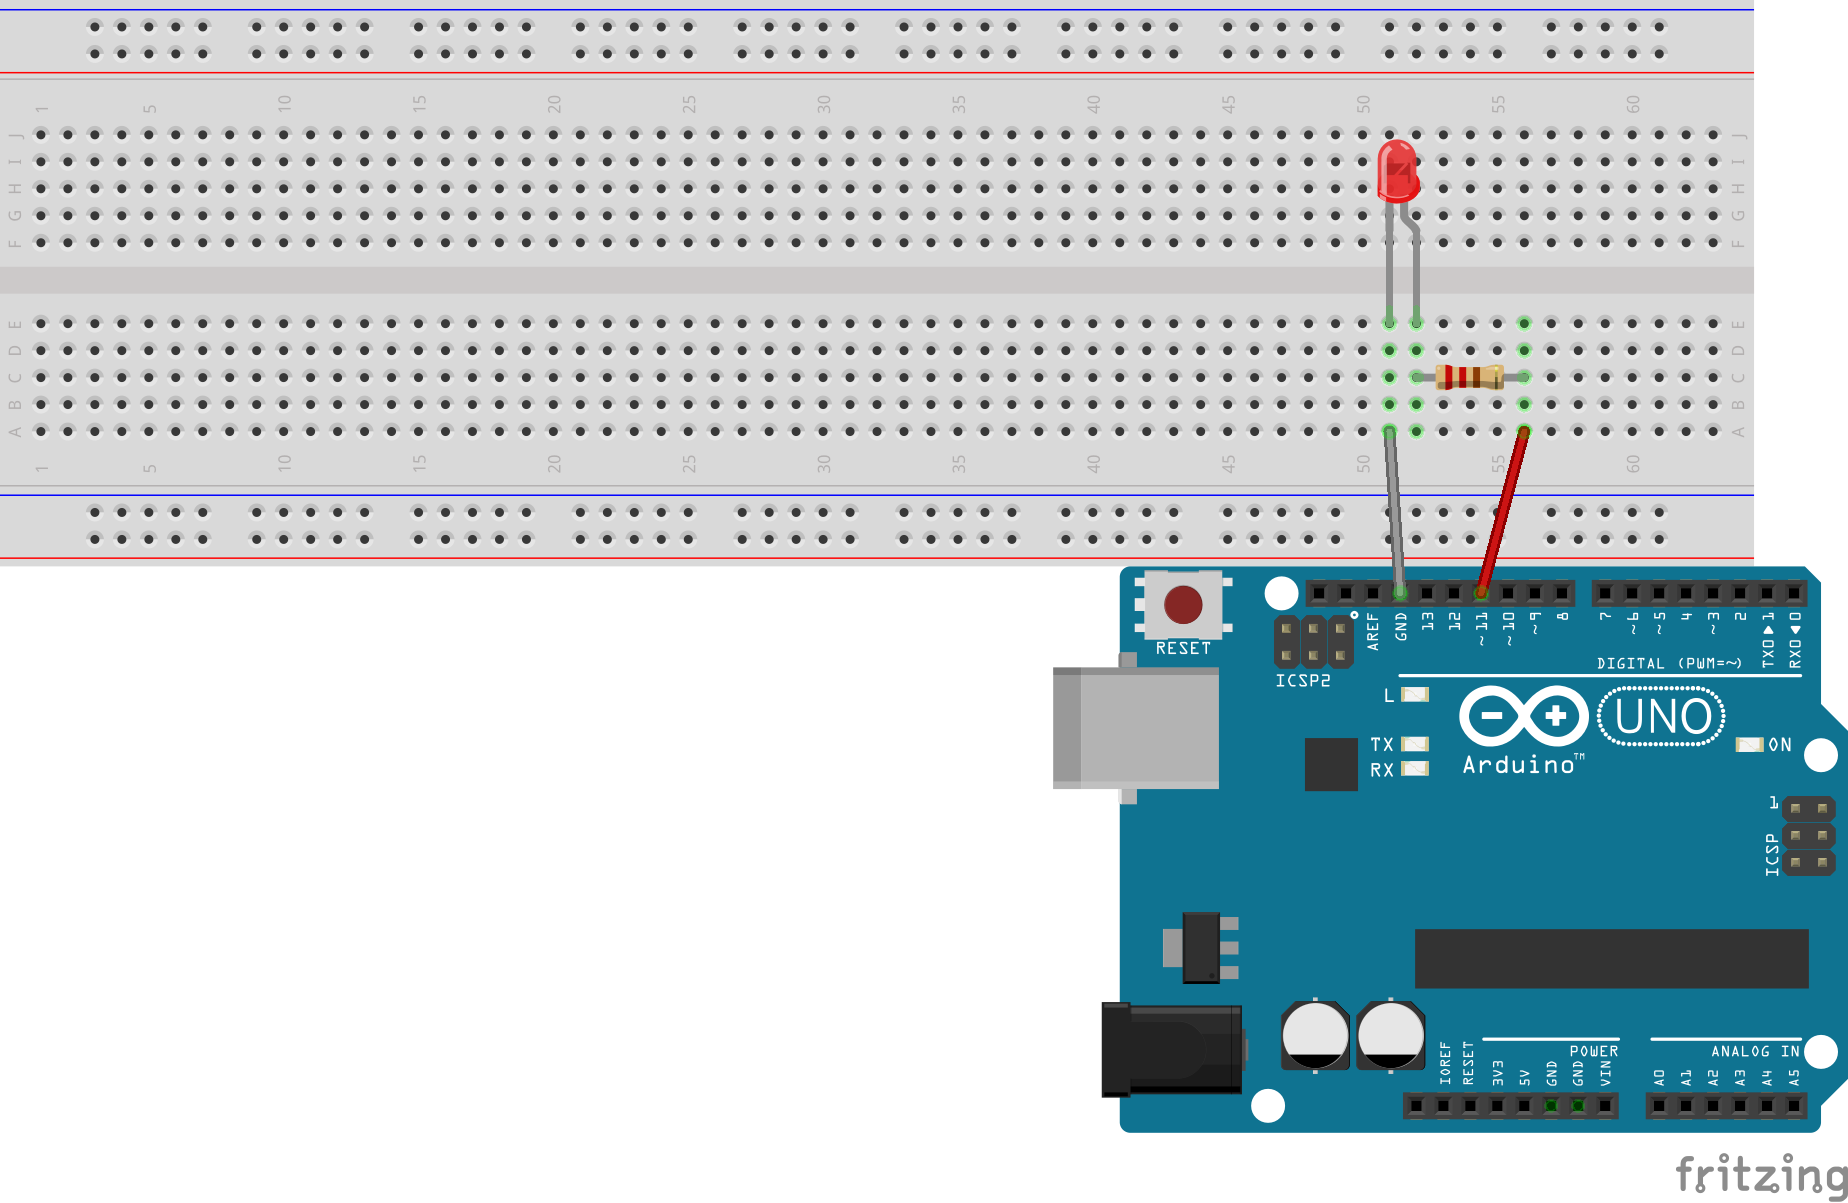 1 5 10 15 20 25 30 35 40 45 50 55 60
J J
I I
H H
G G
F F
E E
D D
C C
B B
A A
1 5 10 15 20 25 30 35 40 45 50 55 60
AREF GND 13 12 ~11 ~10 ~9 8 7 ~6 ~5 4 ~3 2 TX0▶1 RX0◀0
RESET
DIGITAL (PWM=~)
ICSP2
L
UNO
TX
ON
RX
Arduino™
1
ICSP
POWER
ANALOG IN
IOREF RESET 3V3 5V GND GND VIN A0 A1 A2 A3 A4 A5
fritzing